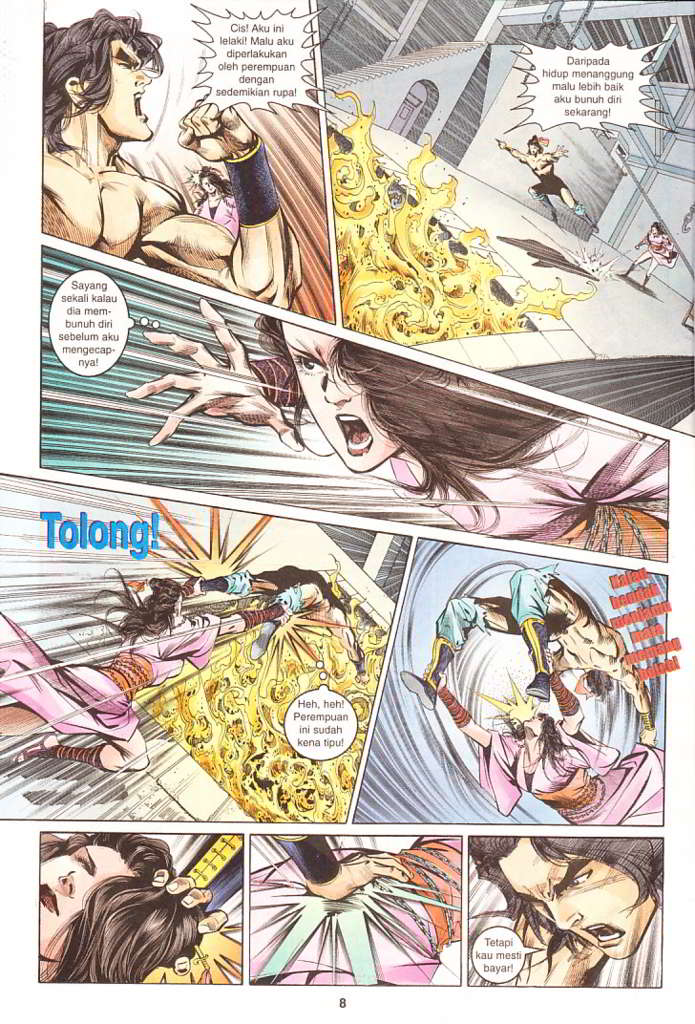 Cis! Aku ini
lelaki! Malu aku
diperlakukan
oleh perempuan
dengan
sedemikian rupa!
Daripada
hidup menanggung
malu lebih baik
aku bunuh diri
sekarang!
Sayang
sekali kalau
dia mem-
bunuh diri
sebelum aku
mengecap-
nya!
Tolong!
Heh, heh!
Perempuan
ini sudah
kena tipu!
Tetapi
kau mesti
bayar!
8